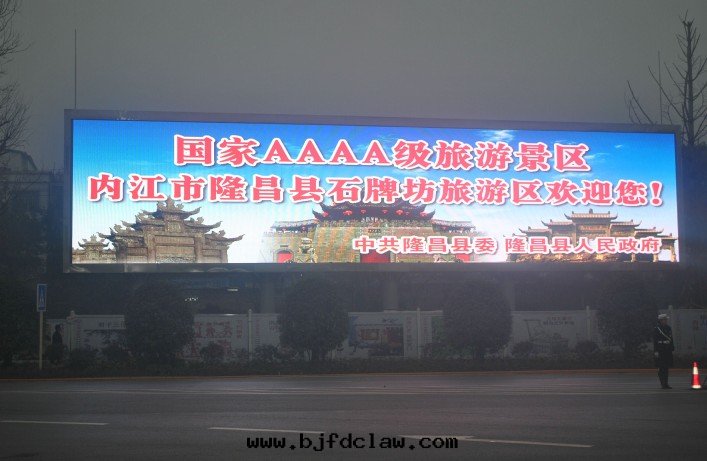 国家AAAA级旅游景区
内江市隆昌县石牌坊旅游区欢迎您!
中共隆昌县委 隆昌县人民政府
www.bjfdclaw.com